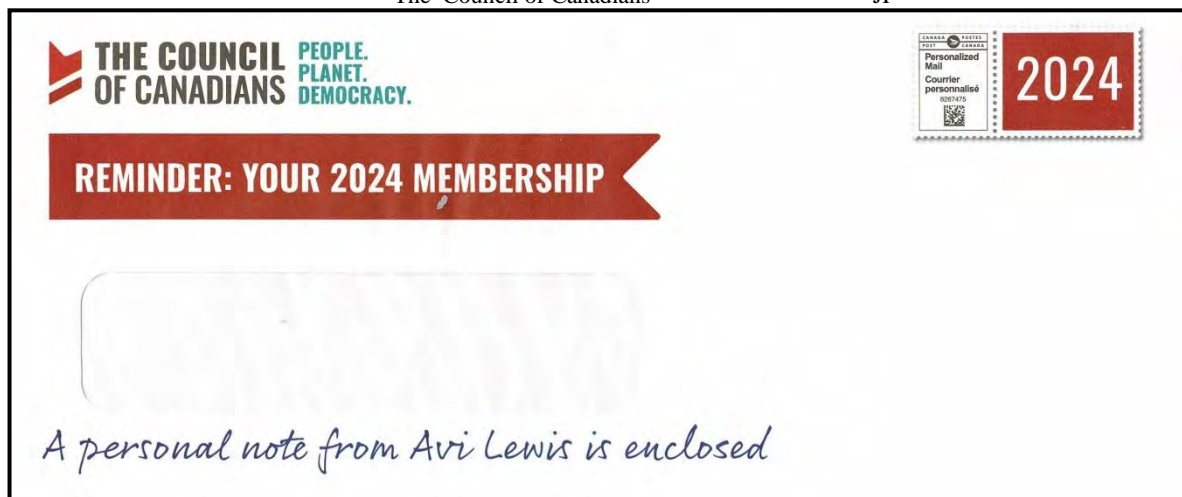 The Council of Canadians
THE COUNCIL
OF CANADIANS
PEOPLE.
PLANET.
DEMOCRACY.
CANADA POSTES
POST CANADA
Personalized
Mail
Courrier
personnalisé
6267475
2024
REMINDER: YOUR 2024 MEMBERSHIP
A personal note from Avi Lewis is enclosed